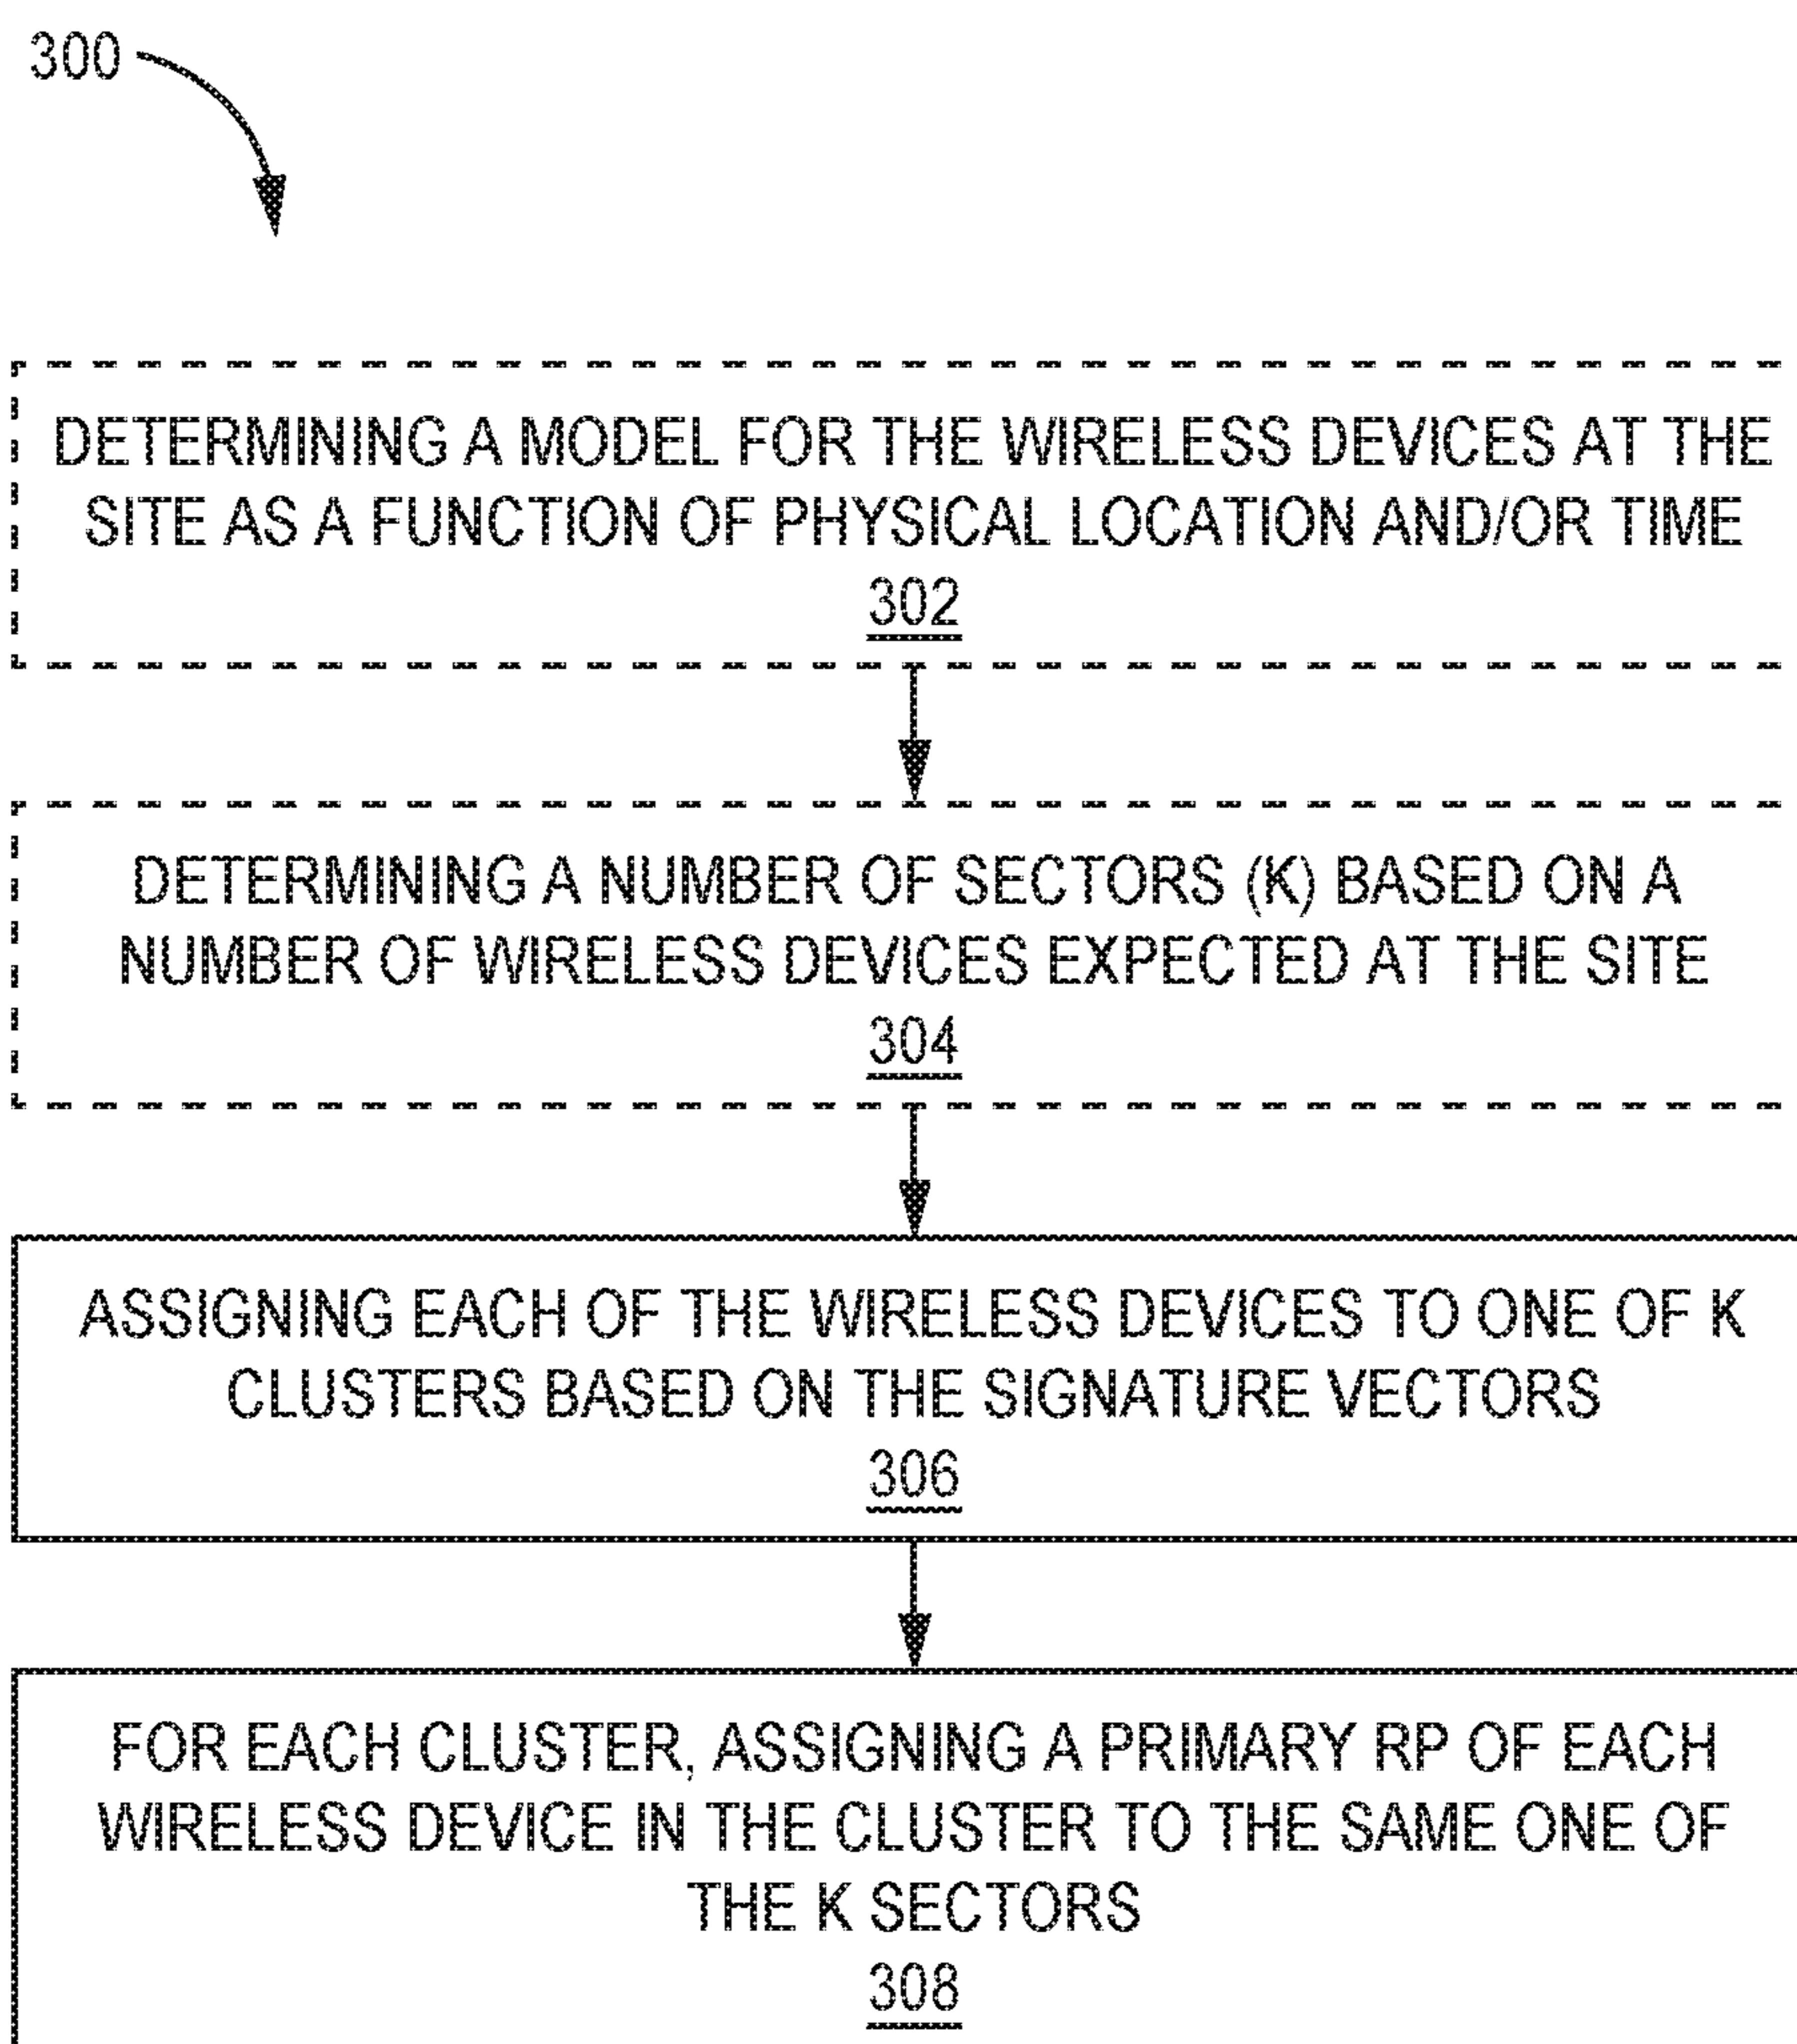 300
DETERMINING A MODEL FOR THE WIRELESS DEVICES AT THE
SITE AS A FUNCTION OF PHYSICAL LOCATION AND/OR TIME
302
DETERMINING A NUMBER OF SECTORS (K) BASED ON A
NUMBER OF WIRELESS DEVICES EXPECTED AT THE SITE
304
ASSIGNING EACH OF THE WIRELESS DEVICES TO ONE OF K
CLUSTERS BASED ON THE SIGNATURE VECTORS
306
FOR EACH CLUSTER, ASSIGNING A PRIMARY RP OF EACH
WIRELESS DEVICE IN THE CLUSTER TO THE SAME ONE OF
THE K SECTORS
308